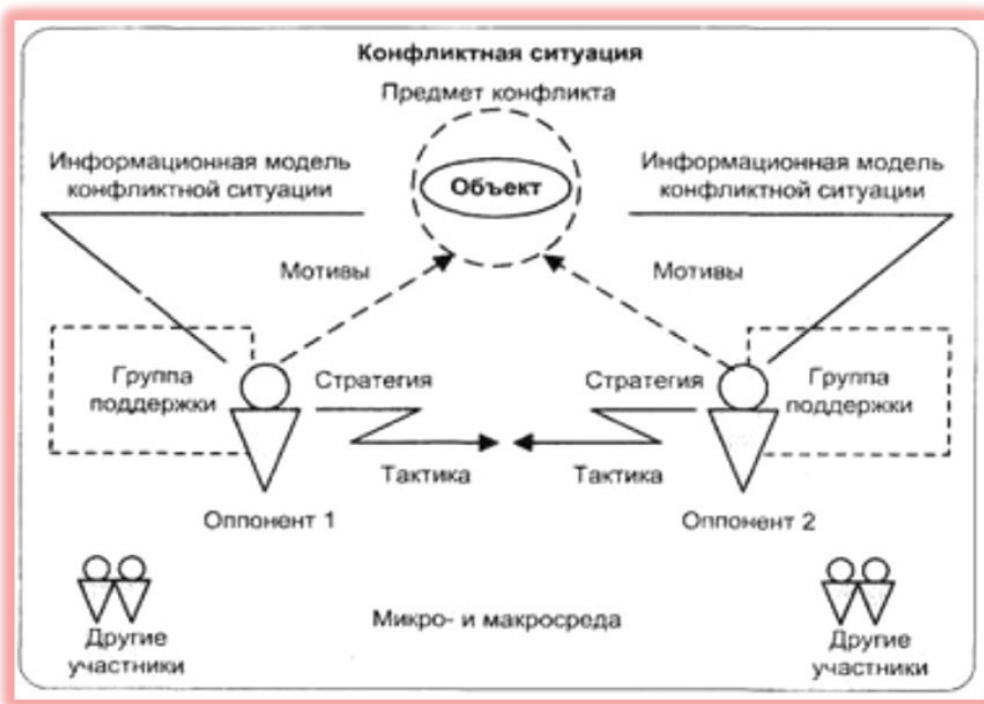 Конфликтная ситуация
Предмет конфликта
Информационная модель
конфликтной ситуации
Объект
Информационная модель
конфликтной ситуации
Мотивы
Мотивы
Группа
поддержки
Стратегия
Стратегия
Группа
поддержки
Тактика
Тактика
Оппонент 1
Оппонент 2
Микро- и макросреда
Другие
участники
Другие
участники